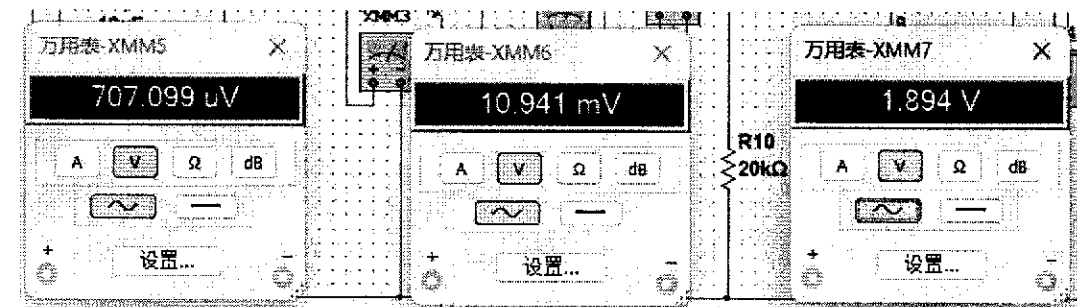 XMM3
万用表-XMM5
707.099 uV
A V Ω dB
+ 设置... -
万用表-XMM6
10.941 mV
A V Ω dB
+ 设置... -
R10
20kΩ
万用表-XMM7
1.894 V
A V Ω dB
+ 设置... -